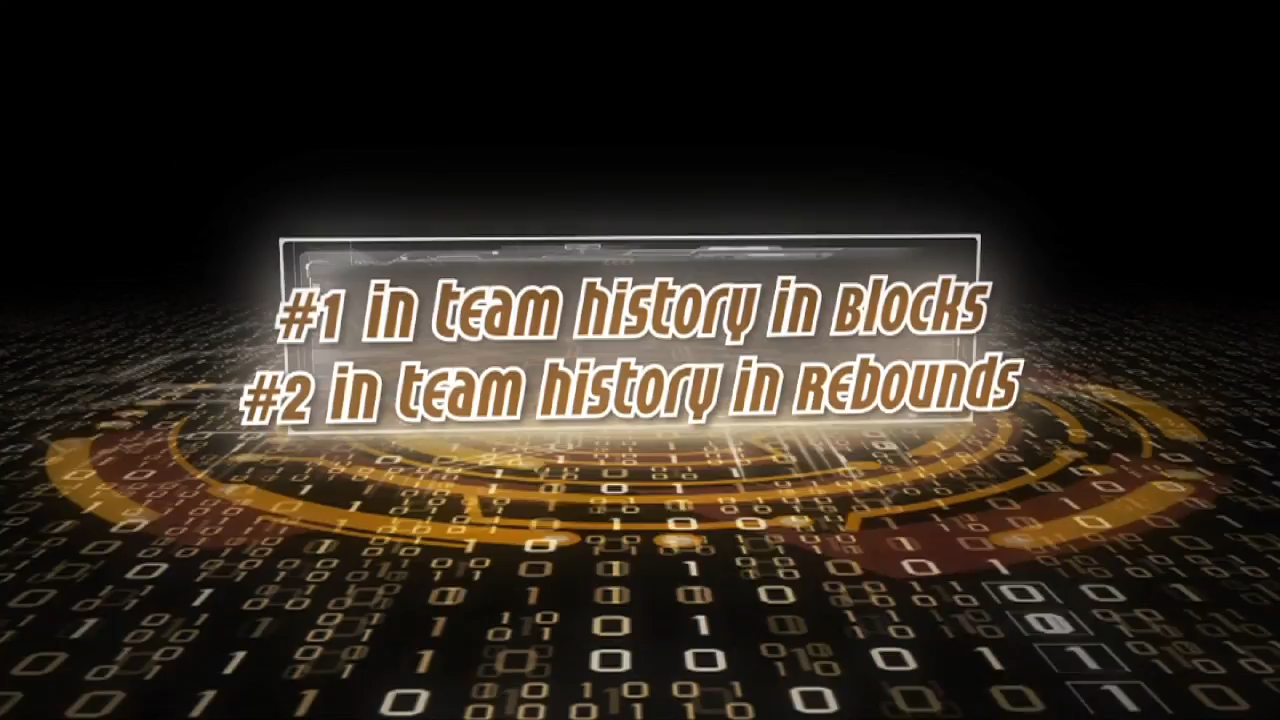 #1 in team history in Blocks
#2 in team history in Rebounds